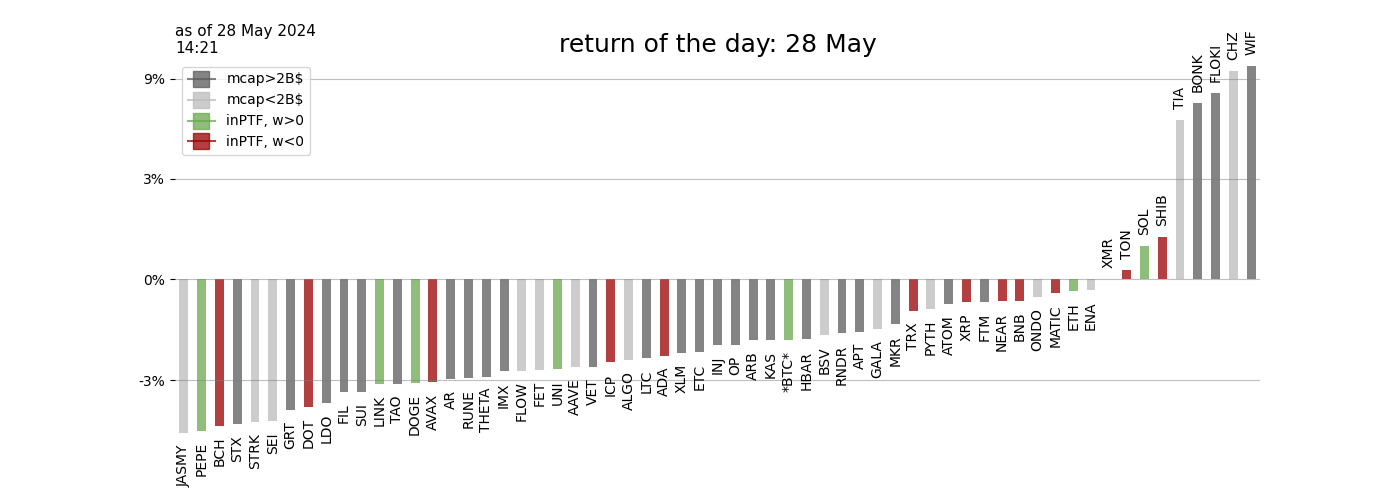 as of 28 May 2024
14:21
return of the day: 28 May
mcap>2B$
mcap<2B$
inPTF, w>0
inPTF, w<0
9%
3%
0%
-3%
JASMY
PEPE
BCH
STX
STRK
SEI
GRT
DOT
LDO
FIL
SUI
LINK
TAO
DOGE
AVAX
AR
RUNE
THETA
IMX
FLOW
FET
UNI
AAVE
VET
ICP
ALGO
LTC
ADA
XLM
ETC
INJ
OP
ARB
KAS
*BTC*
HBAR
BSV
RNDR
APT
GALA
MKR
TRX
PYTH
ATOM
XRP
FTM
NEAR
BNB
ONDO
MATIC
ETH
ENA
XMR
TON
SOL
SHIB
TIA
BONK
FLOKI
CHZ
WIF